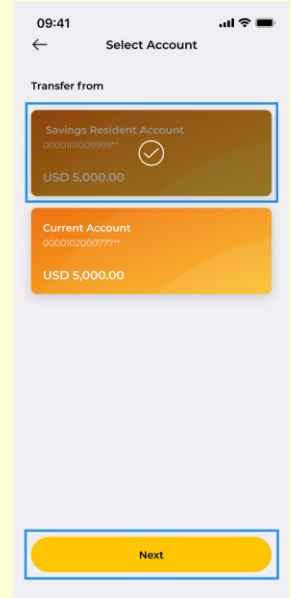 09:41
Select Account
Transfer from
Savings Resident Account
0000101009999**
USD 5,000.00
Current Account
0000102000777**
USD 5,000.00
Next